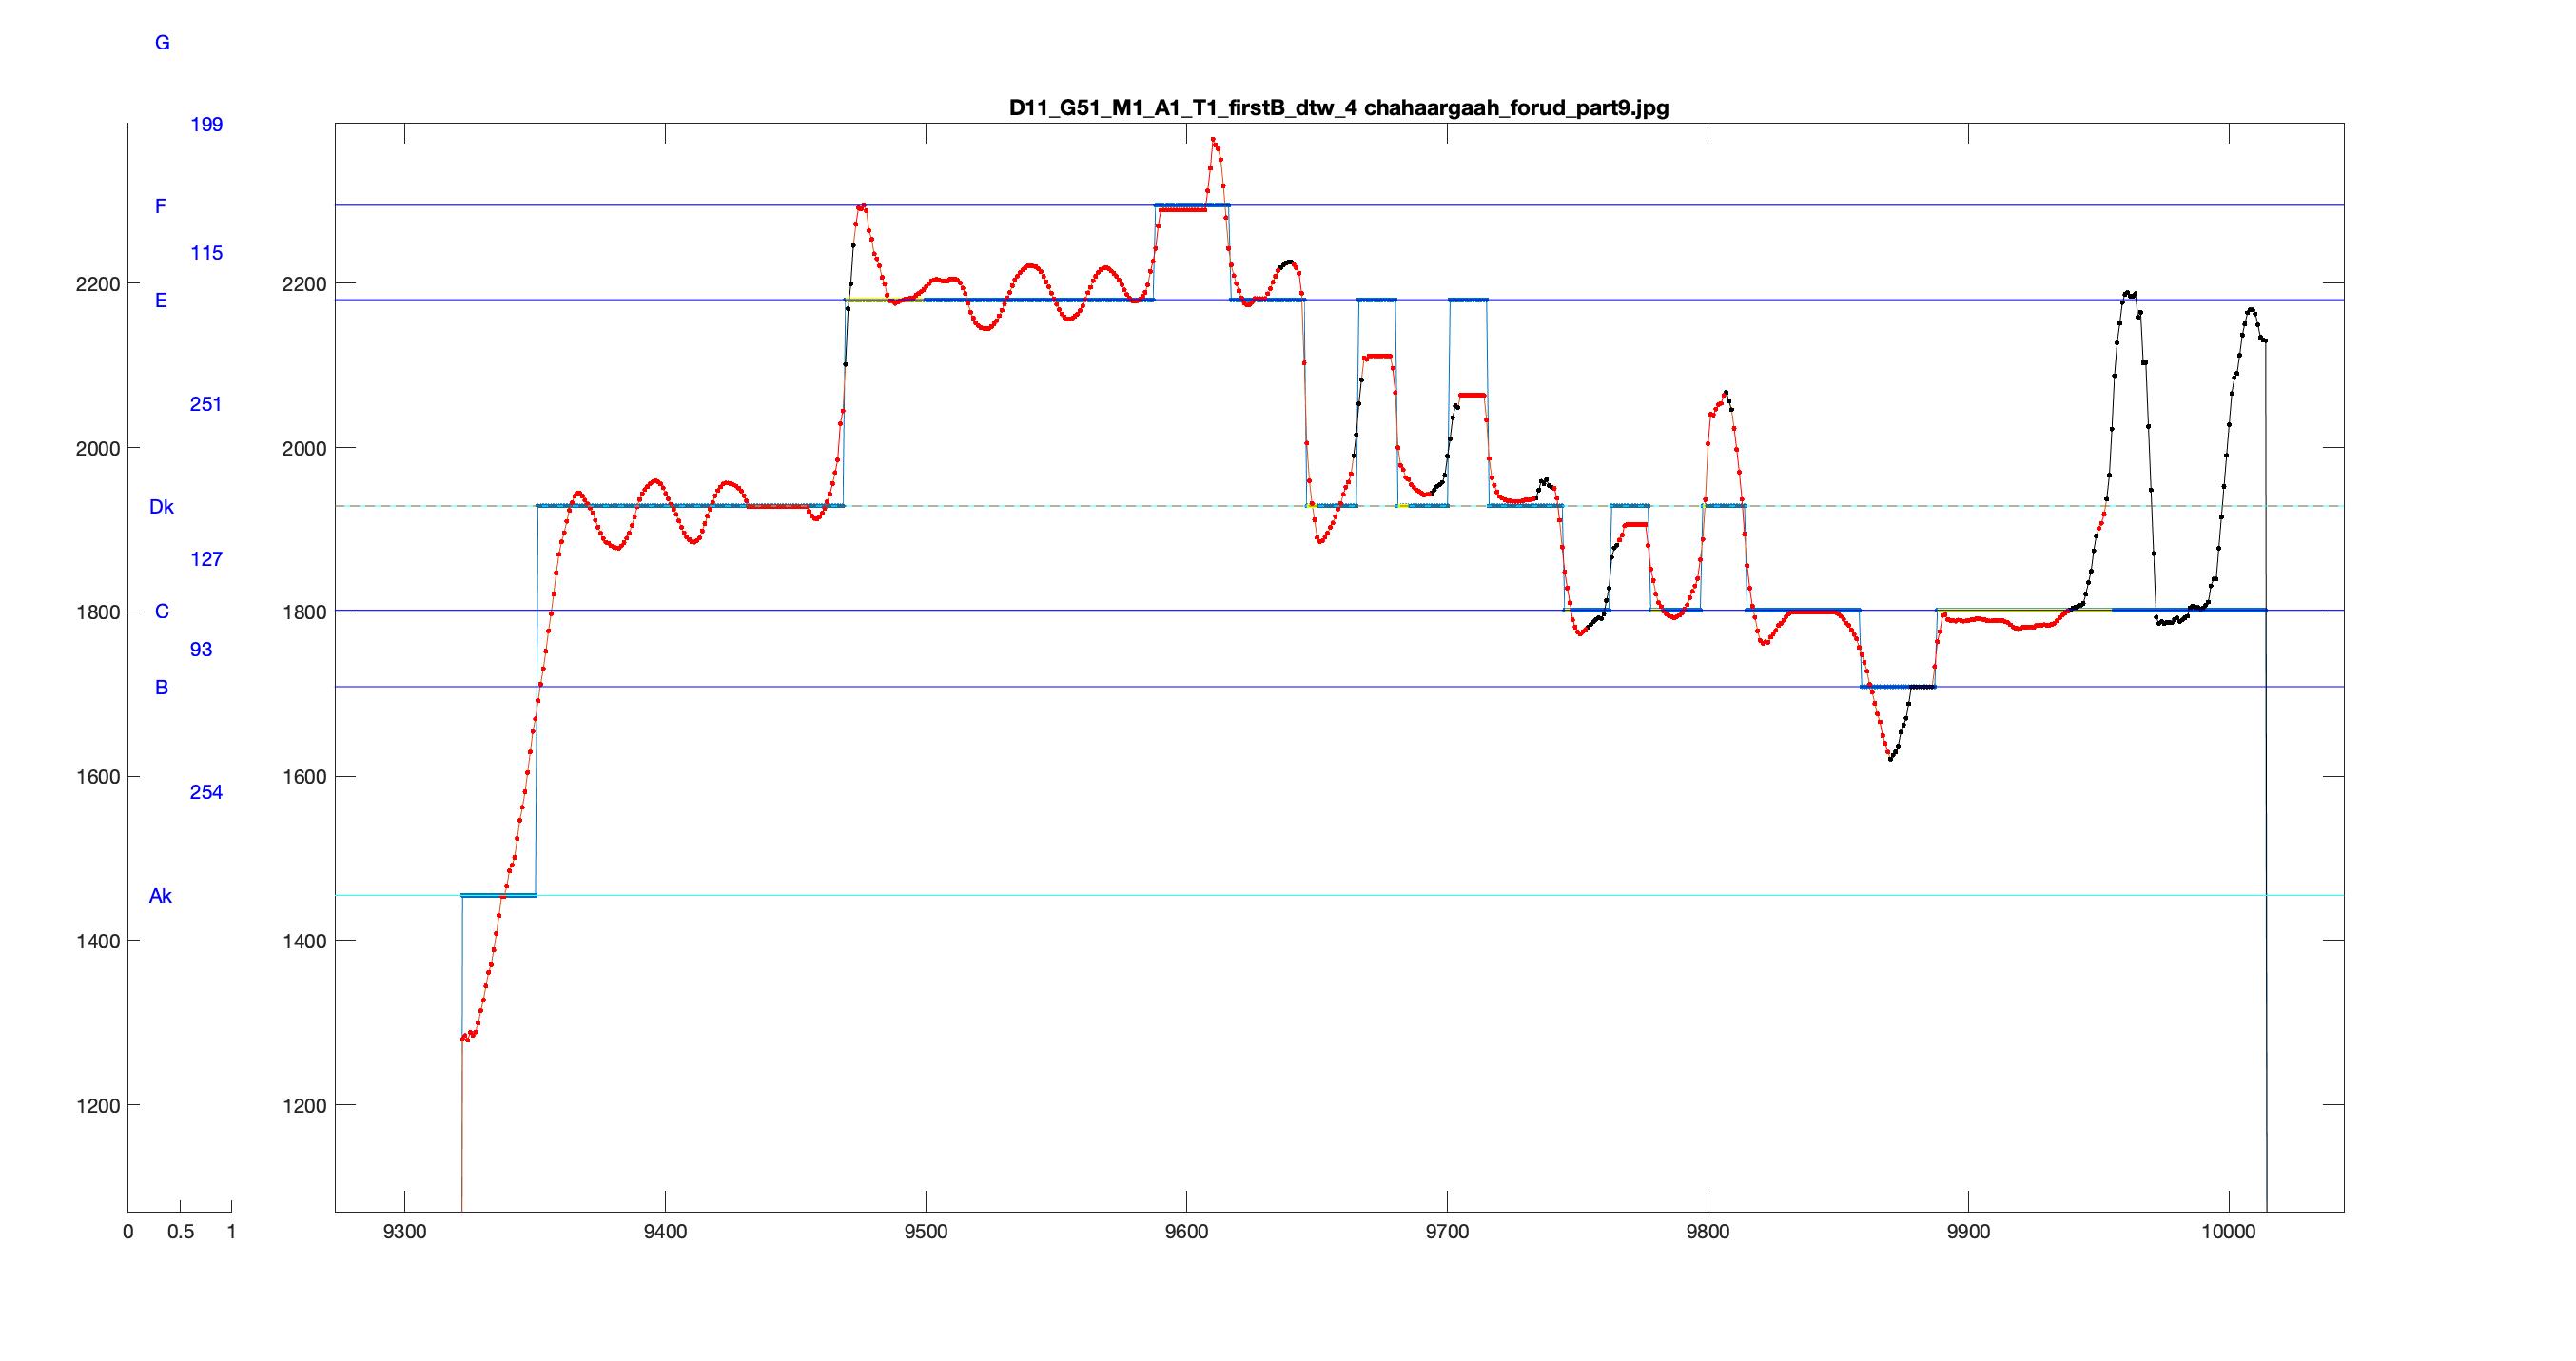 G
D11_G51_M1_A1_T1_firstB_dtw_4 chahaargaah_forud_part9.jpg
199
F
115
2200 2200
E
251
2000 2000
Dk
127
1800 C 1800
93
B
1600 1600
254
Ak
1400 1400
1200 1200
0 0.5 1 9300 9400 9500 9600 9700 9800 9900 10000